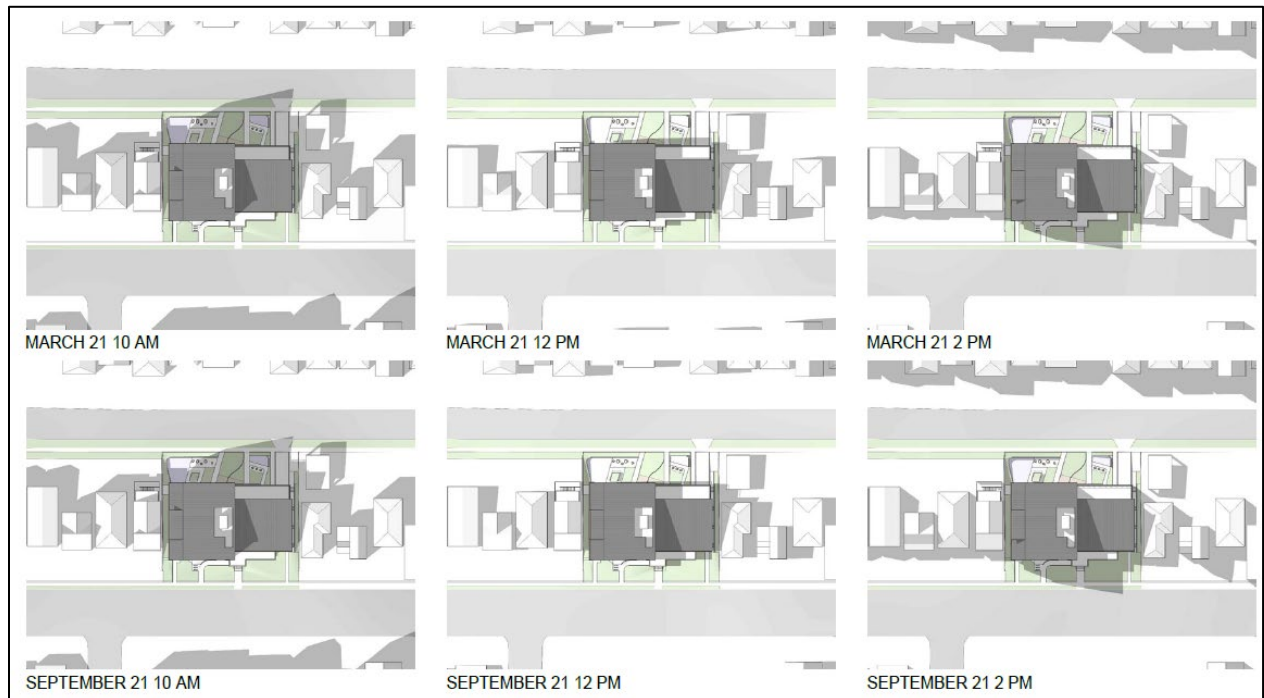 MARCH 21 10 AM
MARCH 21 12 PM
MARCH 21 2 PM
SEPTEMBER 21 10 AM
SEPTEMBER 21 12 PM
SEPTEMBER 21 2 PM